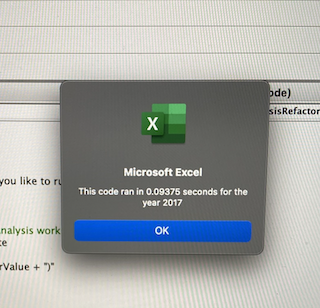 ode)
sisRefactor
X
Microsoft Excel
you like to ru
This code ran in 0.09375 seconds for the
year 2017
OK
nalysis work
te
rValue + ")"